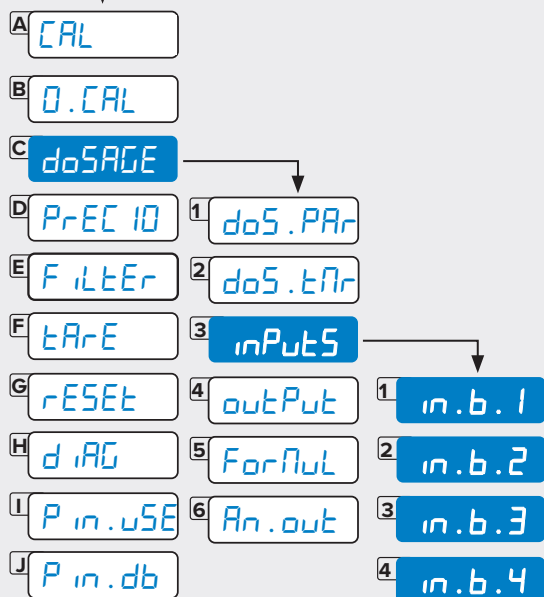 A CAL
B 0.CAL
C doSAGE
D PrEC 10
E FiLtEr
F tArE
G rESEt
H diAG
I Pin.uSE
J Pin.db
1 doS.PAr
2 doS.tMr
3 inPutS
4 outPut
5 ForMuL
6 An.out
1 in.b.1
2 in.b.2
3 in.b.3
4 in.b.4